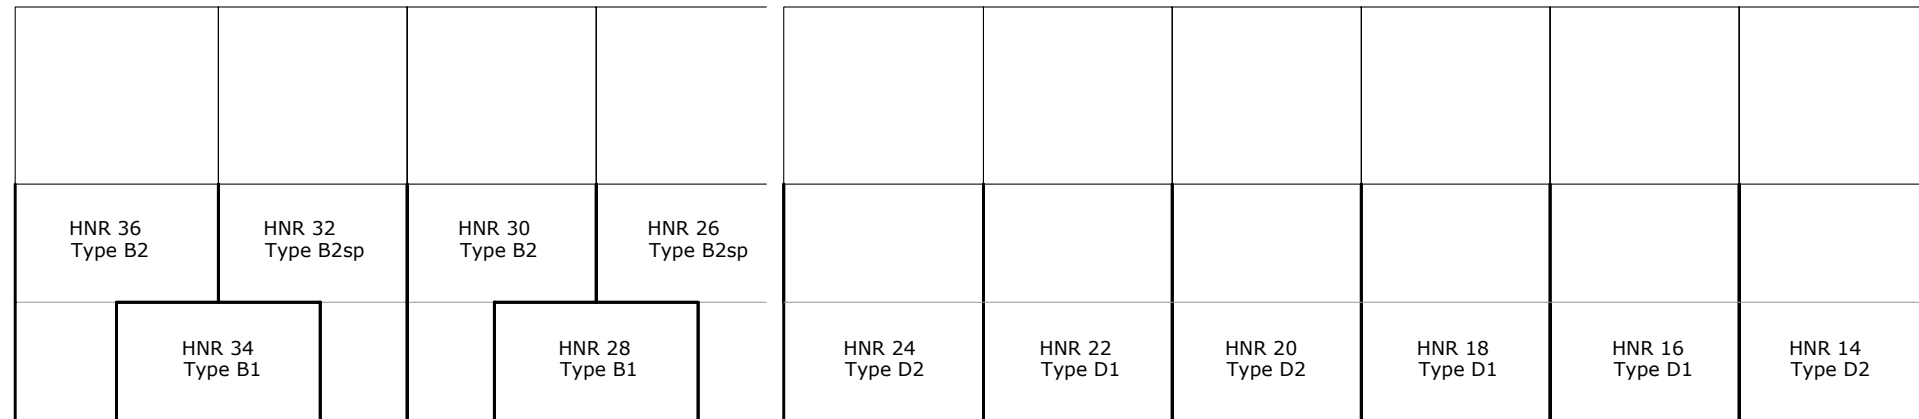 HNR 36
Type B2
HNR 32
Type B2sp
HNR 30
Type B2
HNR 26
Type B2sp
HNR 34
Type B1
HNR 28
Type B1
HNR 24
Type D2
HNR 22
Type D1
HNR 20
Type D2
HNR 18
Type D1
HNR 16
Type D1
HNR 14
Type D2